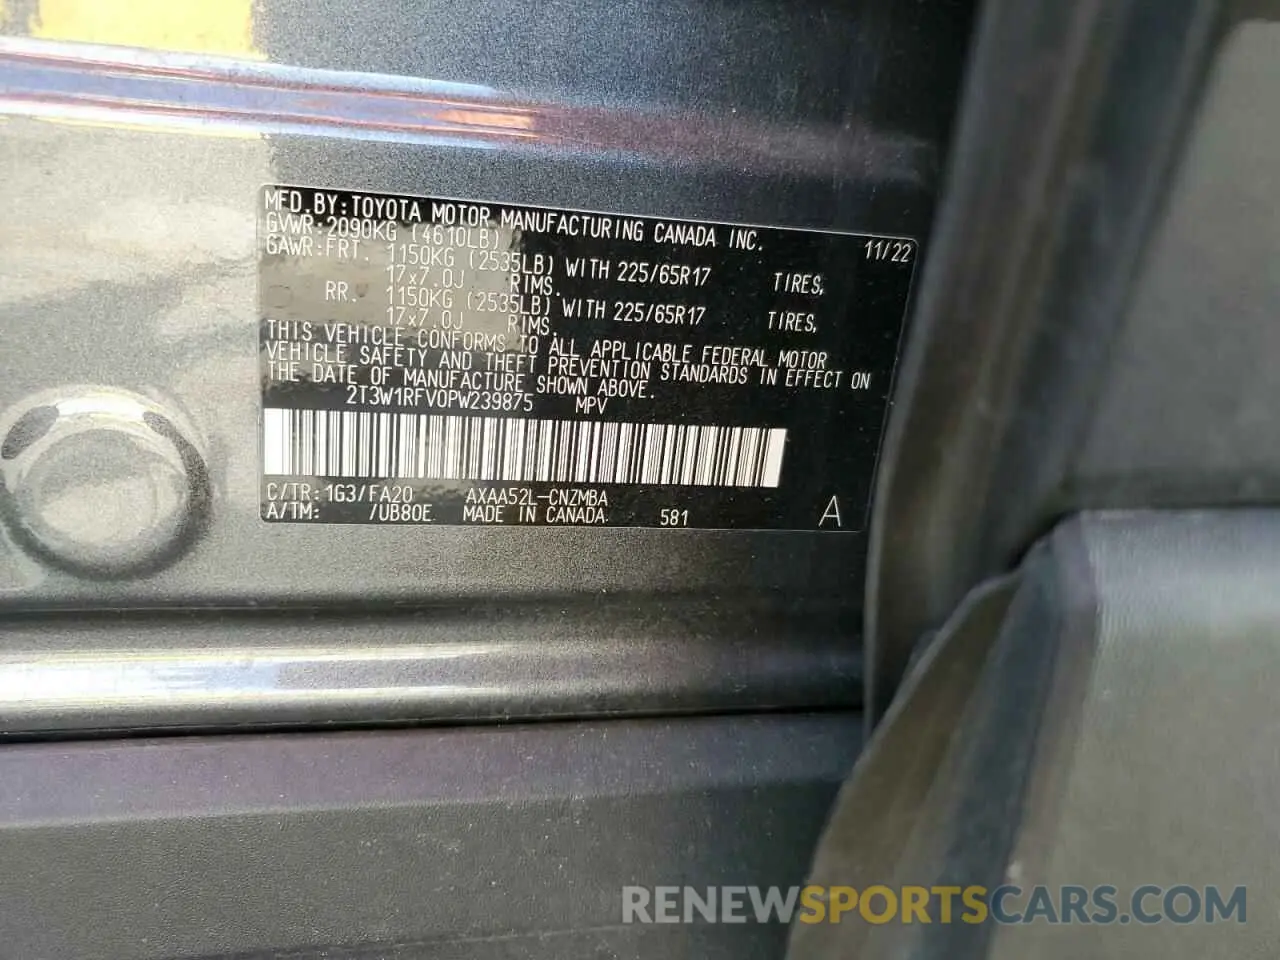 MFD.BY:TOYOTA MOTOR MANUFACTURING CANADA INC. 11/22
GVWR:2090KG (4610LB)
GAWR:FRT. 1150KG (2535LB) WITH 225/65R17 TIRES,
17x7.0J RIMS.
RR. 1150KG (2535LB) WITH 225/65R17 TIRES,
17x7.0J RIMS.
THIS VEHICLE CONFORMS TO ALL APPLICABLE FEDERAL MOTOR
VEHICLE SAFETY AND THEFT PREVENTION STANDARDS IN EFFECT ON
THE DATE OF MANUFACTURE SHOWN ABOVE.
2T3W1RFV0PW239875 MPV
C/TR:1G3/FA20 AXAA52L-CNZMBA
A/TM: /UB80E MADE IN CANADA 581 A
RENEWSPORTSCARS.COM